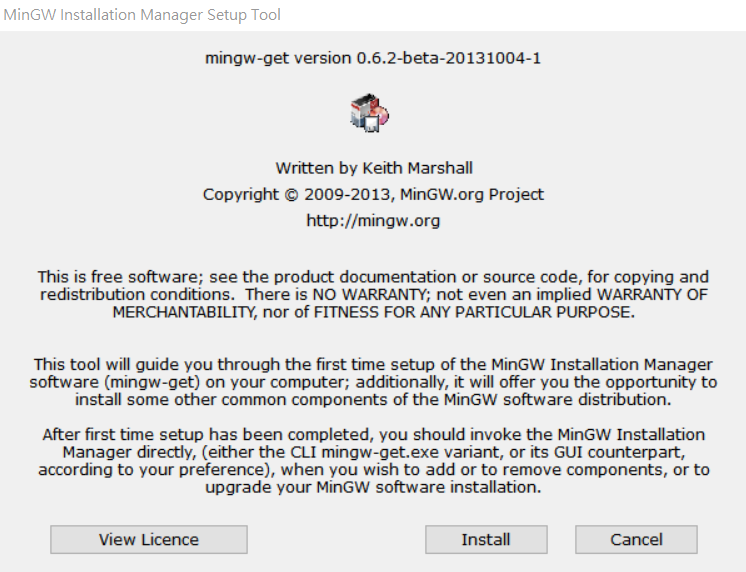 MinGW Installation Manager Setup Tool
mingw-get version 0.6.2-beta-20131004-1
Written by Keith Marshall
Copyright © 2009-2013, MinGW.org Project
http://mingw.org
This is free software; see the product documentation or source code, for copying and
redistribution conditions.  There is NO WARRANTY; not even an implied WARRANTY OF
MERCHANTABILITY, nor of FITNESS FOR ANY PARTICULAR PURPOSE.
This tool will guide you through the first time setup of the MinGW Installation Manager
software (mingw-get) on your computer; additionally, it will offer you the opportunity to
install some other common components of the MinGW software distribution.
After first time setup has been completed, you should invoke the MinGW Installation
Manager directly, (either the CLI mingw-get.exe variant, or its GUI counterpart,
according to your preference), when you wish to add or to remove components, or to
upgrade your MinGW software installation.
View Licence Install Cancel